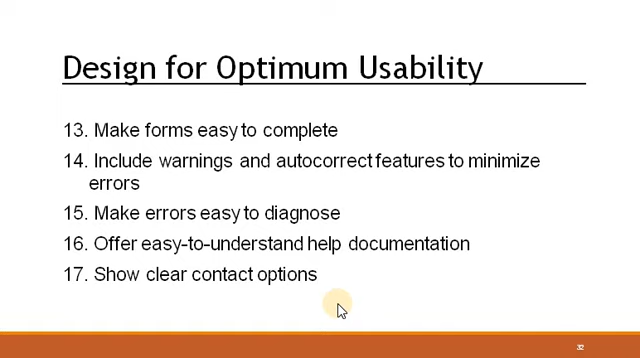 Design for Optimum Usability
13. Make forms easy to complete
14. Include warnings and autocorrect features to minimize
errors
15. Make errors easy to diagnose
16. Offer easy-to-understand help documentation
17. Show clear contact options
32